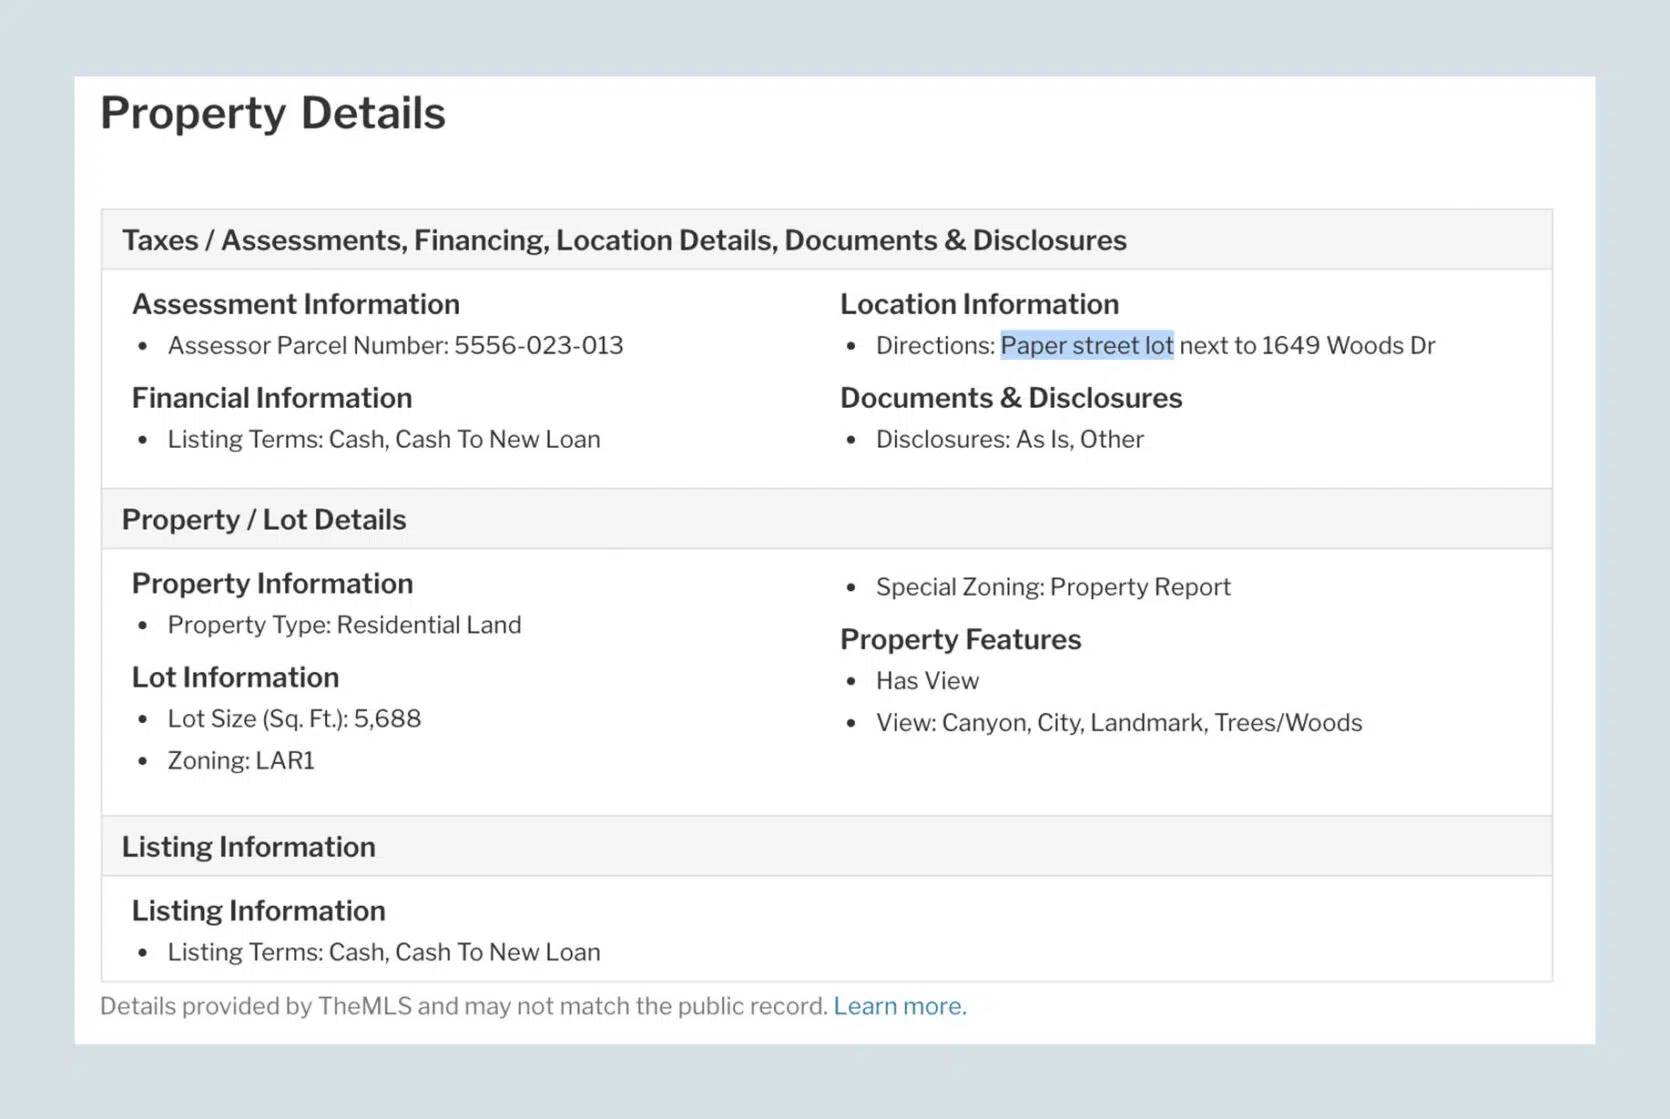 Property Details
Taxes / Assessments, Financing, Location Details, Documents & Disclosures
Assessment Information
Assessor Parcel Number: 5556-023-013
Financial Information
Listing Terms: Cash, Cash To New Loan
Location Information
Directions: Paper street lot next to 1649 Woods Dr
Documents & Disclosures
Disclosures: As Is, Other
Property / Lot Details
Property Information
Property Type: Residential Land
Lot Information
Lot Size (Sq. Ft.): 5,688
Zoning: LAR1
Special Zoning: Property Report
Property Features
Has View
View: Canyon, City, Landmark, Trees/Woods
Listing Information
Listing Information
Listing Terms: Cash, Cash To New Loan
Details provided by TheMLS and may not match the public record. Learn more.